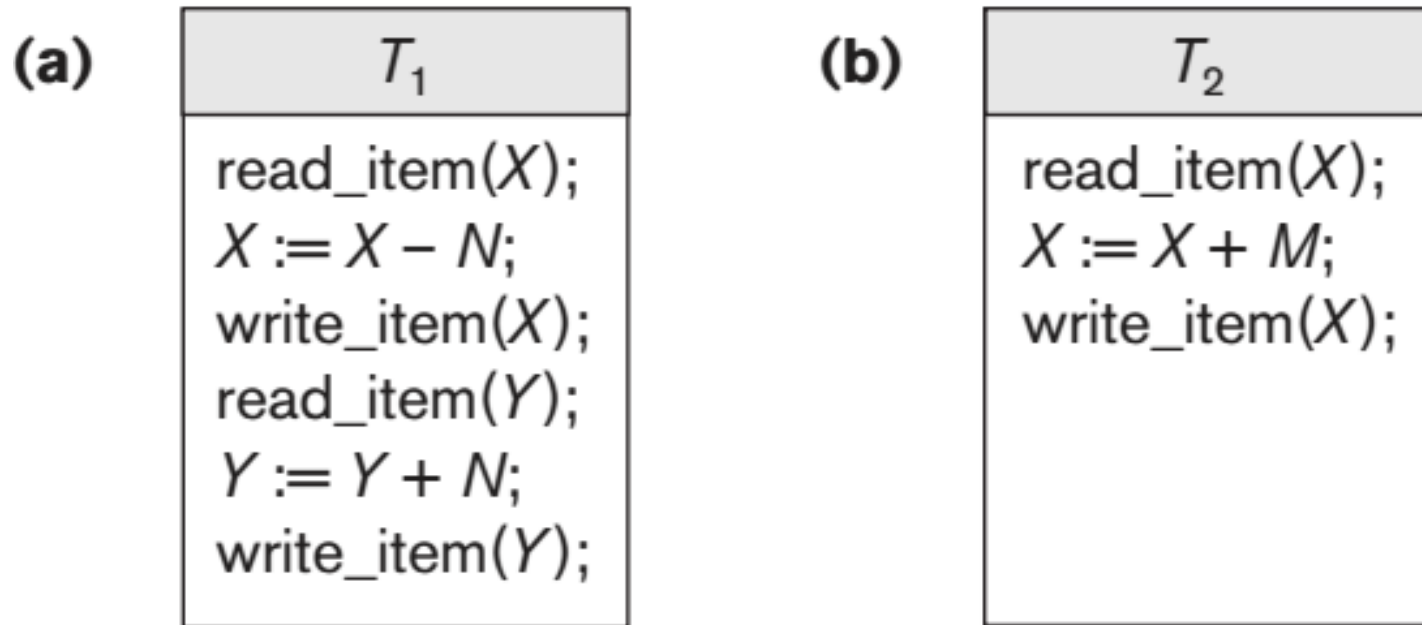 (a)
T₁
read_item(X);
X := X − N;
write_item(X);
read_item(Y);
Y := Y + N;
write_item(Y);
(b)
T₂
read_item(X);
X := X + M;
write_item(X);